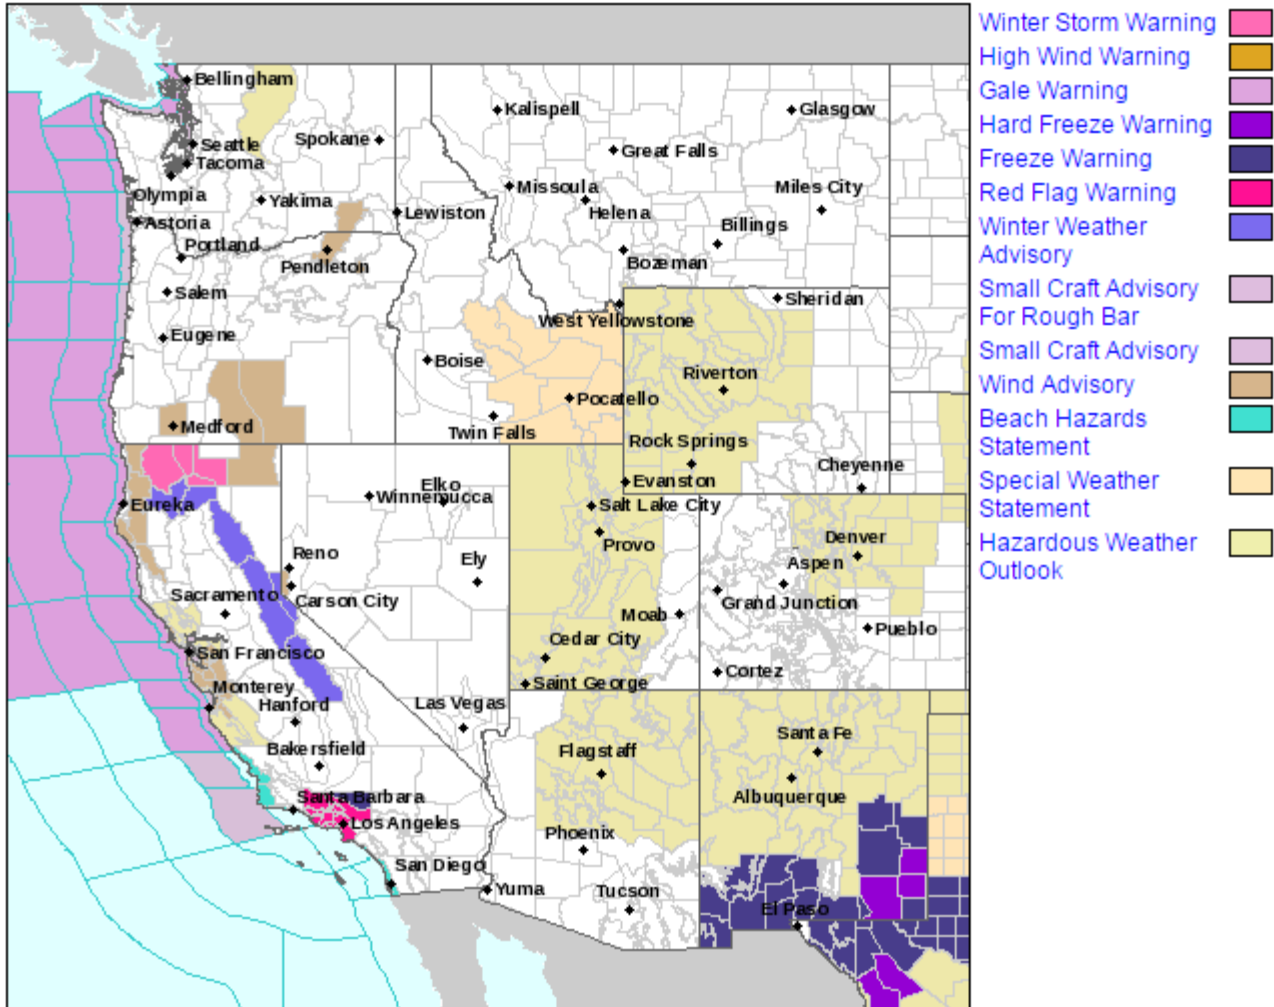 Winter Storm Warning
High Wind Warning
Gale Warning
Hard Freeze Warning
Freeze Warning
Red Flag Warning
Winter Weather
Advisory
Small Craft Advisory
For Rough Bar
Small Craft Advisory
Wind Advisory
Beach Hazards
Statement
Special Weather
Statement
Hazardous Weather
Outlook
Bellingham
Kalispell
Glasgow
Seattle
Spokane
Great Falls
Tacoma
Olympia
Missoula
Miles City
Yakima
Helena
Lewiston
Astoria
Billings
Portland
Pendleton
Bozeman
Salem
Sheridan
West Yellowstone
Eugene
Boise
Riverton
Pocatello
Medford
Twin Falls
Rock Springs
Cheyenne
Evanston
Elko
Winnemucca
Eureka
Salt Lake City
Provo
Denver
Reno
Ely
Aspen
Sacramento
Carson City
Grand Junction
Moab
Pueblo
Cedar City
San Francisco
Cortez
Saint George
Monterey
Hanford
Las Vegas
Santa Fe
Bakersfield
Flagstaff
Albuquerque
Santa Barbara
Los Angeles
Phoenix
San Diego
Yuma
Tucson
El Paso